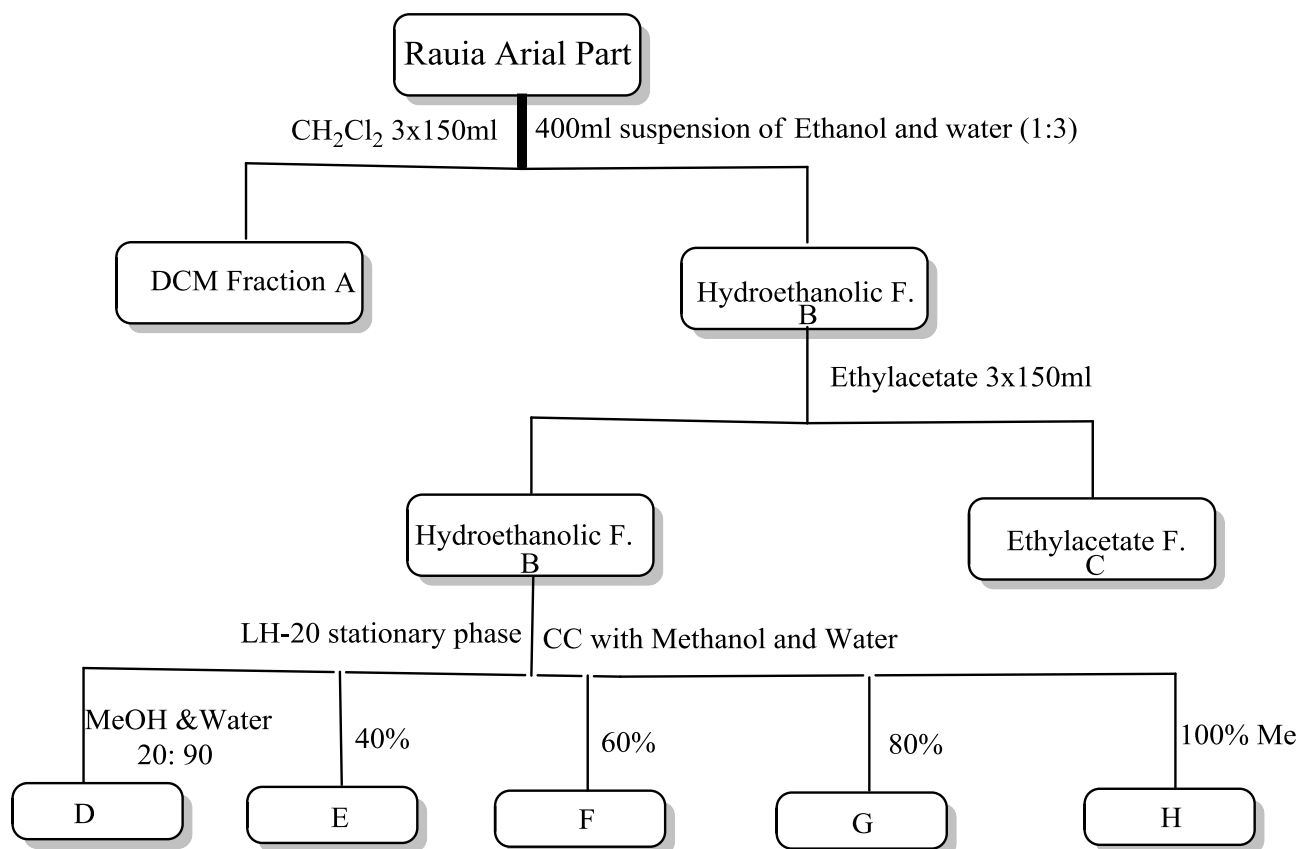 Rauia Arial Part
CH₂Cl₂ 3x150ml
400ml suspension of Ethanol and water (1:3)
DCM Fraction A
Hydroethanolic F.
B
Ethylacetate 3x150ml
Hydroethanolic F.
B
Ethylacetate F.
C
LH-20 stationary phase
CC with Methanol and Water
MeOH &Water
20: 90
40%
60%
80%
100% Me
D
E
F
G
H